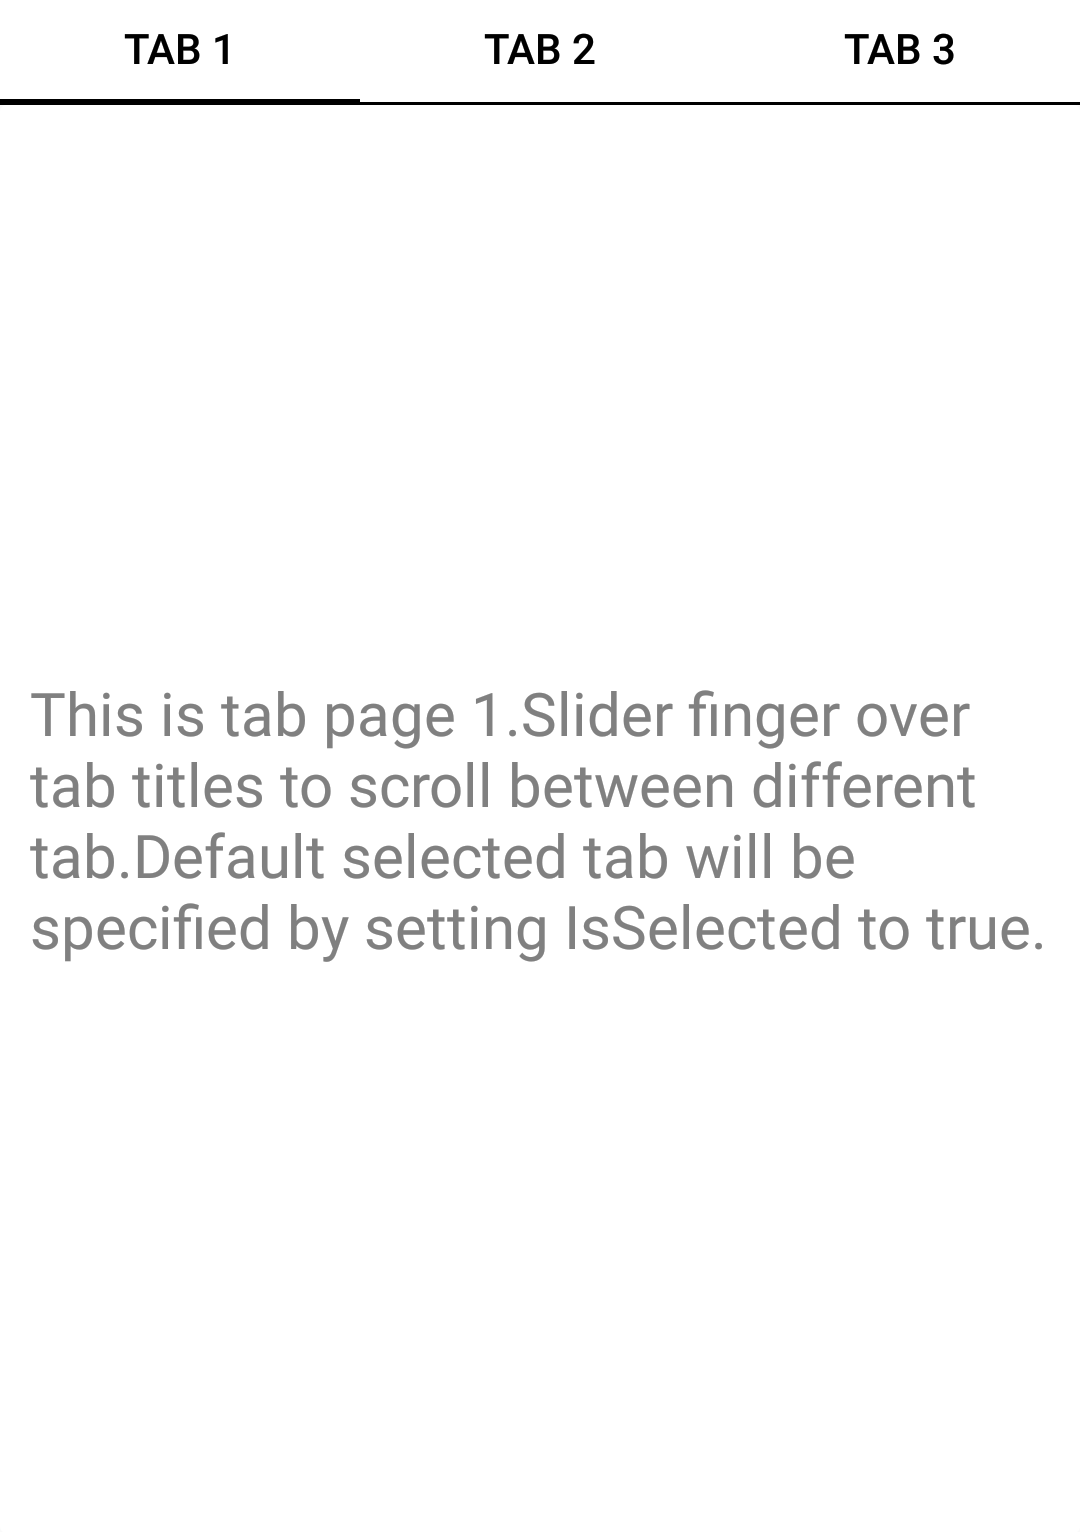 TAB 1 TAB 2 TAB 3
This is tab page 1.Slider finger over
tab titles to scroll between different
tab.Default selected tab will be
specified by setting IsSelected to true.